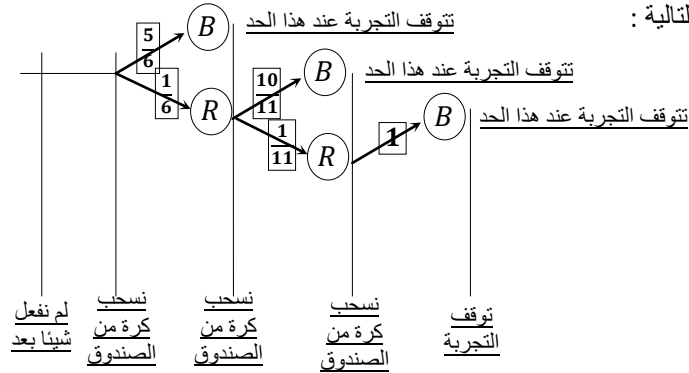 لتالية :
B تتوقف التجربة عند هذا الحد
5/6
B تتوقف التجربة عند هذا الحد
1/6
10/11
R
B تتوقف التجربة عند هذا الحد
1
1/11
R
لم نفعل
شيئا بعد
نسحب
كرة من
الصندوق
نسحب
كرة من
الصندوق
نسحب
كرة من
الصندوق
توقف
التجربة